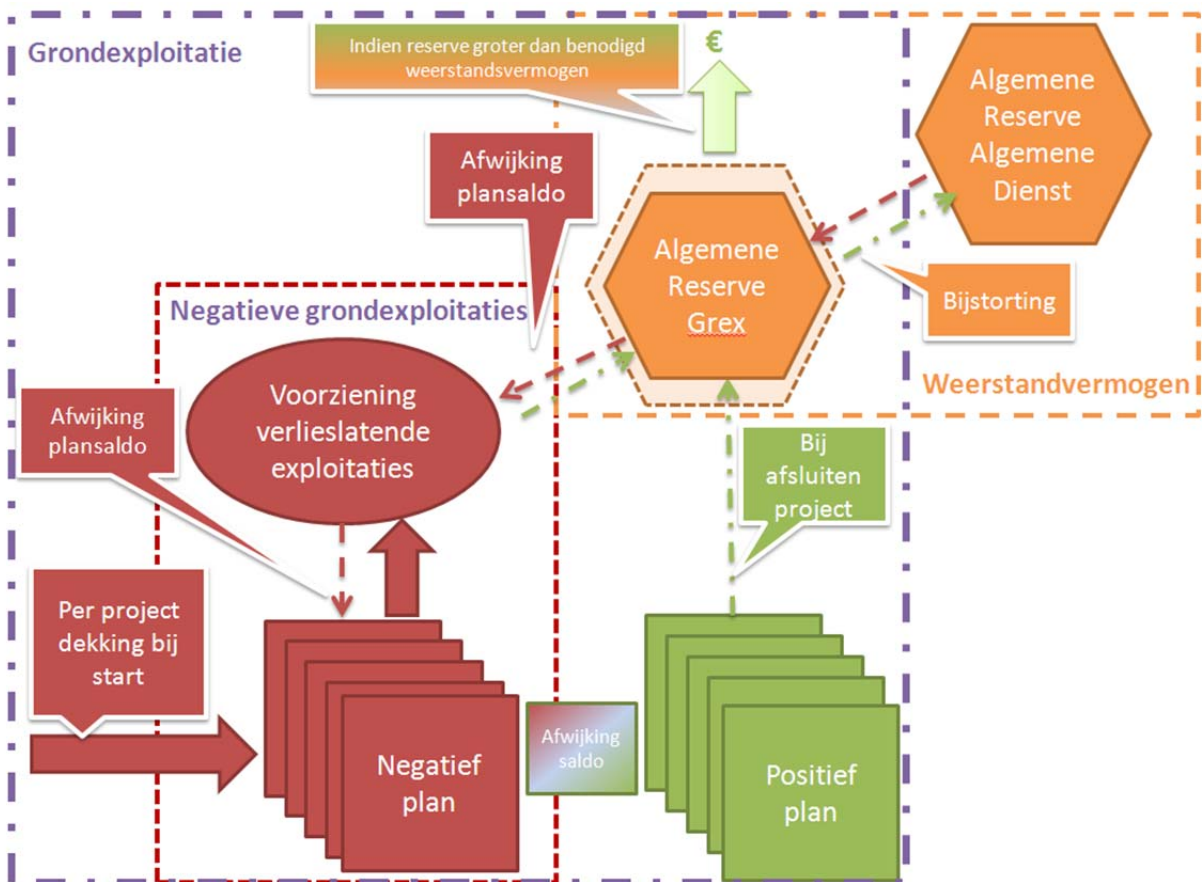 Grondexploitatie
Indien reserve groter dan benodigd
weerstandsvermogen
€
Algemene
Reserve
Algemene
Dienst
Afwijking
plansaldo
Algemene
Reserve
Grex
Bijstorting
Weerstandvermogen
Negatieve grondexploitaties
Voorziening
verlieslatende
exploitaties
Afwijking
plansaldo
Bij
afsluiten
project
Per project
dekking bij
start
Negatief
plan
Afwijking
saldo
Positief
plan